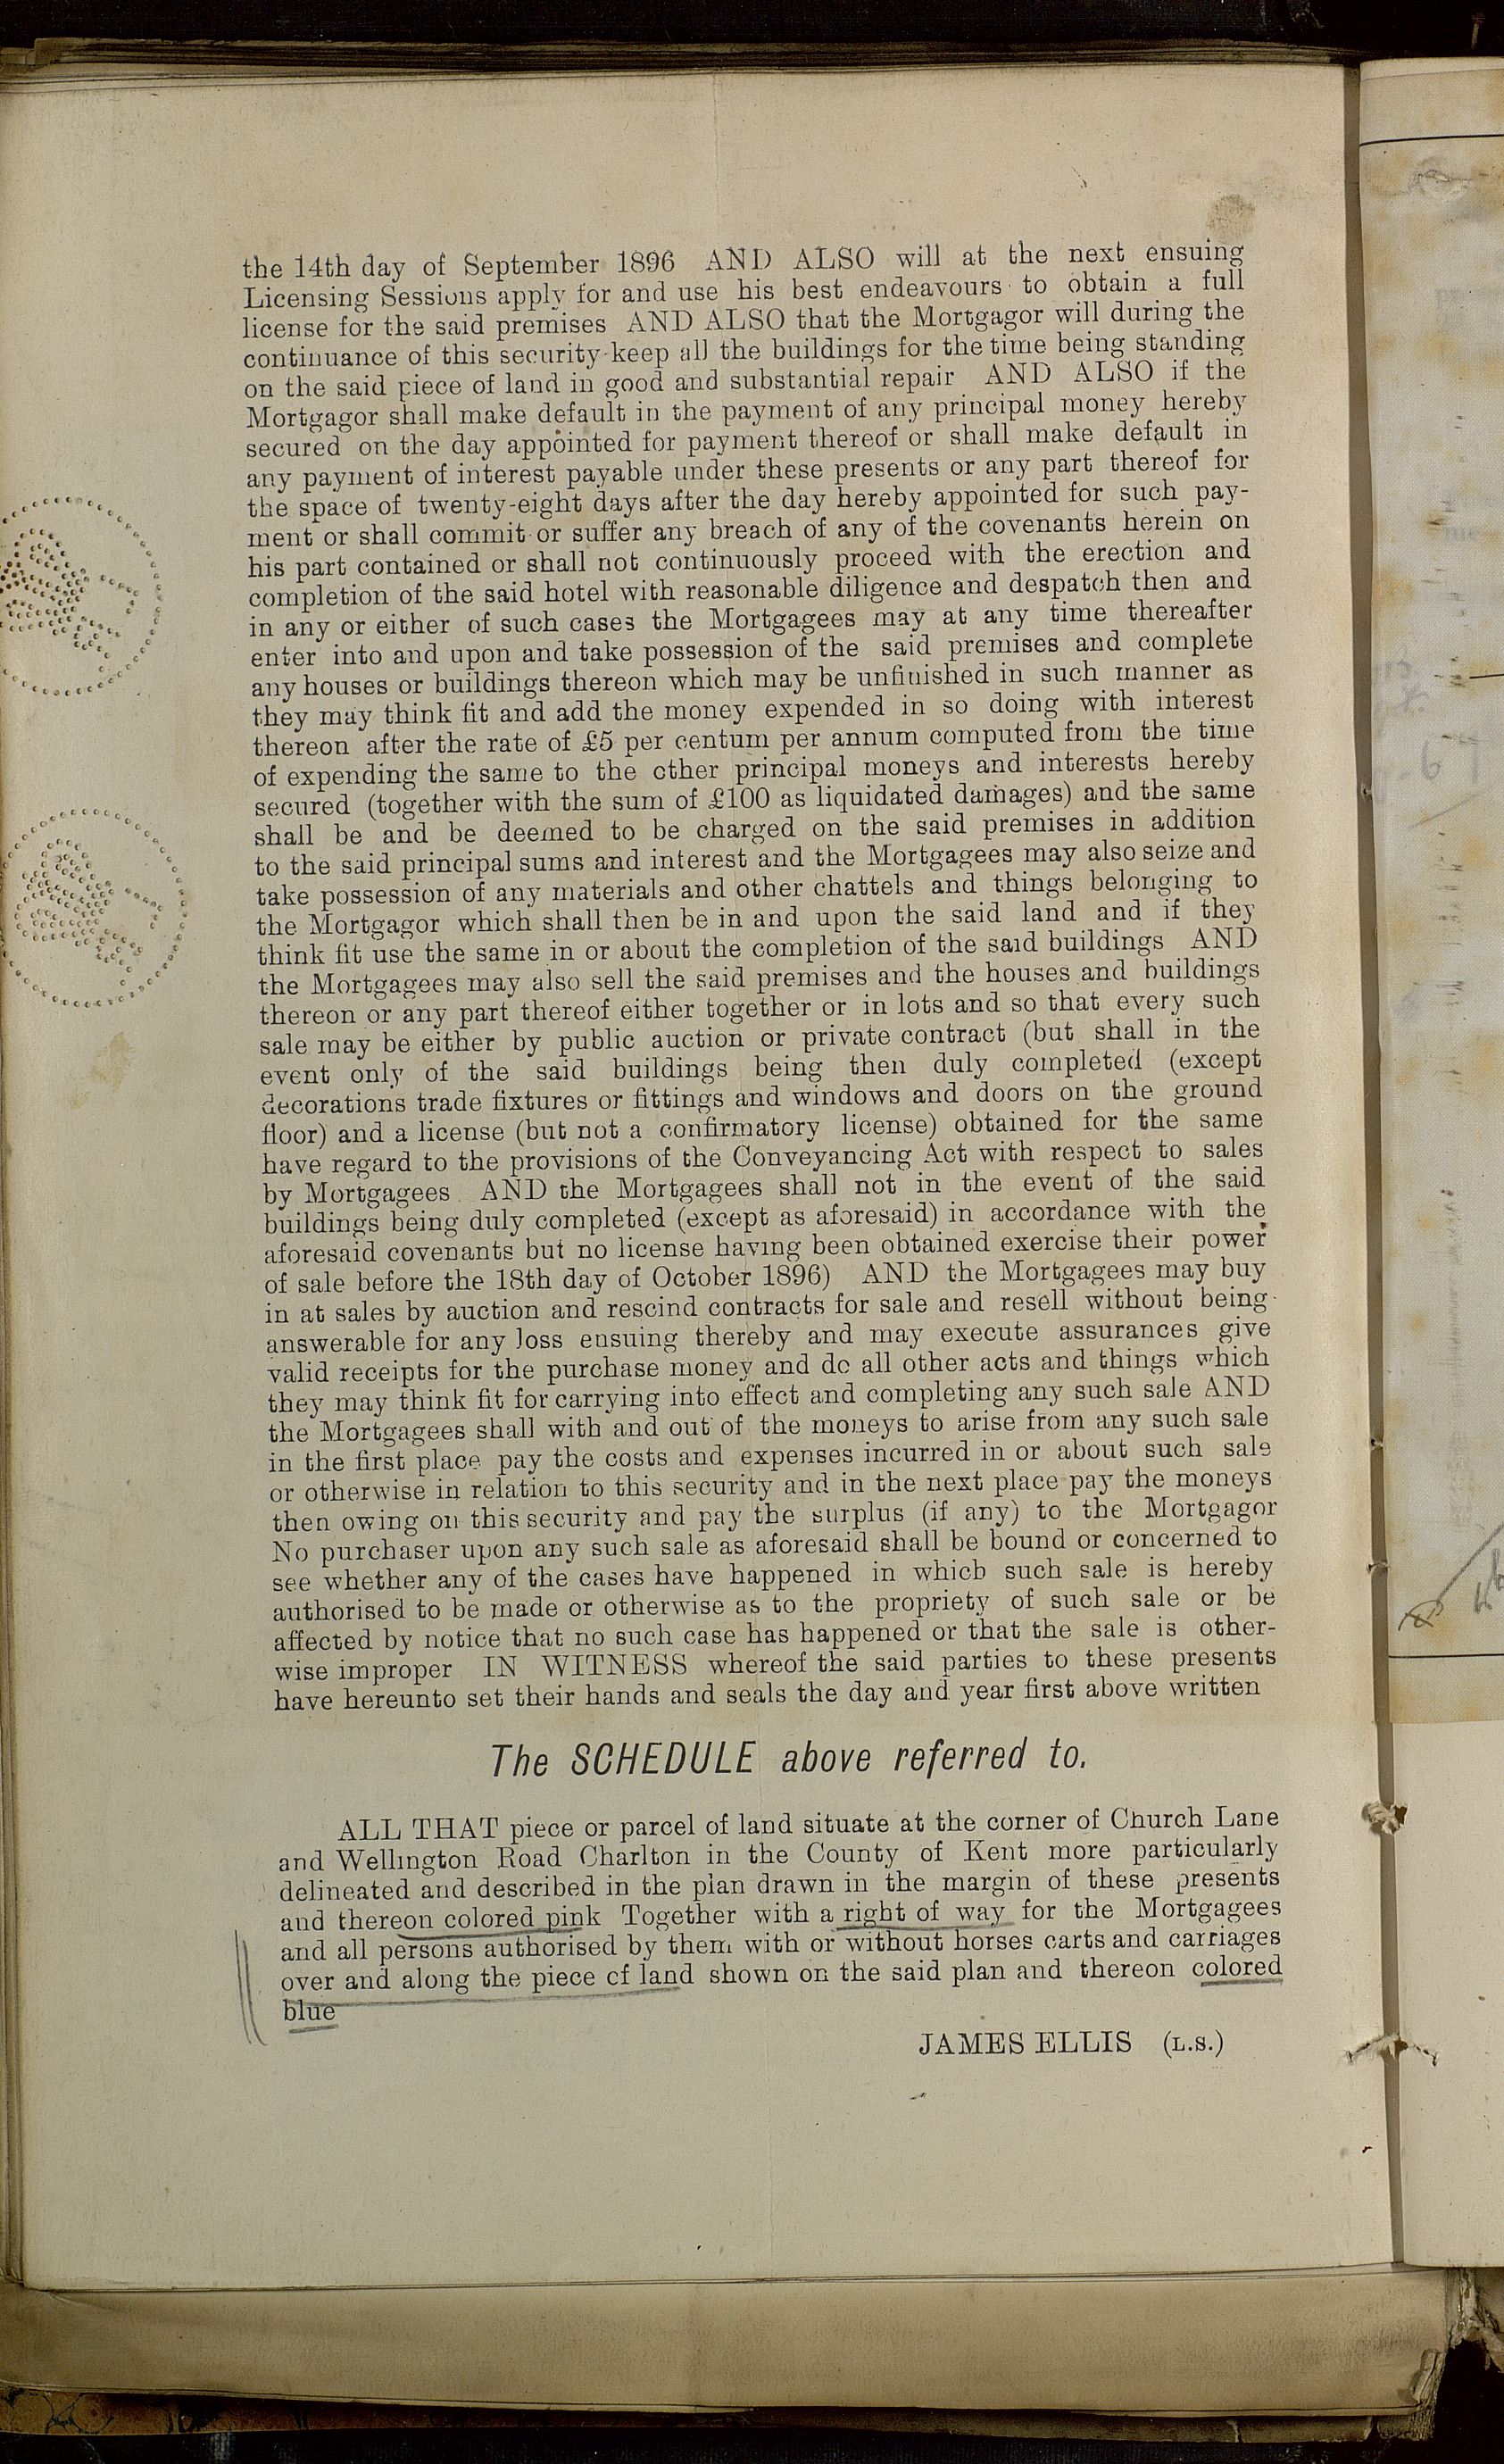 the 14th day of September 1896 AND ALSO will at the next ensuing
Licensing Sessions apply for and use his best endeavours to obtain a full
license for the said premises AND ALSO that the Mortgagor will during the
continuance of this security keep all the buildings for the time being standing
on the said piece of land in good and substantial repair AND ALSO if the
Mortgagor shall make default in the payment of any principal money hereby
secured on the day appointed for payment thereof or shall make default in
any payment of interest payable under these presents or any part thereof for
the space of twenty-eight days after the day hereby appointed for such pay-
ment or shall commit or suffer any breach of any of the covenants herein on
his part contained or shall not continuously proceed with the erection and
completion of the said hotel with reasonable diligence and despatch then and
in any or either of such cases the Mortgagees may at any time thereafter
enter into and upon and take possession of the said premises and complete
any houses or buildings thereon which may be unfinished in such manner as
they may think fit and add the money expended in so doing with interest
thereon after the rate of £5 per centum per annum computed from the time
of expending the same to the other principal moneys and interests hereby
secured (together with the sum of £100 as liquidated damages) and the same
shall be and be deemed to be charged on the said premises in addition
to the said principal sums and interest and the Mortgagees may also seize and
take possession of any materials and other chattels and things belonging to
the Mortgagor which shall then be in and upon the said land and if they
think fit use the same in or about the completion of the said buildings AND
the Mortgagees may also sell the said premises and the houses and buildings
thereon or any part thereof either together or in lots and so that every such
sale may be either by public auction or private contract (but shall in the
event only of the said buildings being then duly completed (except
decorations trade fixtures or fittings and windows and doors on the ground
floor) and a license (but not a confirmatory license) obtained for the same
have regard to the provisions of the Conveyancing Act with respect to sales
by Mortgagees AND the Mortgagees shall not in the event of the said
buildings being duly completed (except as aforesaid) in accordance with the
aforesaid covenants but no license having been obtained exercise their power
of sale before the 18th day of October 1896) AND the Mortgagees may buy
in at sales by auction and rescind contracts for sale and resell without being
answerable for any loss ensuing thereby and may execute assurances give
valid receipts for the purchase money and do all other acts and things which
they may think fit for carrying into effect and completing any such sale AND
the Mortgagees shall with and out of the moneys to arise from any such sale
in the first place pay the costs and expenses incurred in or about such sale
or otherwise in relation to this security and in the next place pay the moneys
then owing on this security and pay the surplus (if any) to the Mortgagor
No purchaser upon any such sale as aforesaid shall be bound or concerned to
see whether any of the cases have happened in which such sale is hereby
authorised to be made or otherwise as to the propriety of such sale or be
affected by notice that no such case has happened or that the sale is other-
wise improper IN WITNESS whereof the said parties to these presents
have hereunto set their hands and seals the day and year first above written
The SCHEDULE above referred to.
ALL THAT piece or parcel of land situate at the corner of Church Lane
and Wellington Road Charlton in the County of Kent more particularly
delineated and described in the plan drawn in the margin of these presents
and thereon colored pink Together with a right of way for the Mortgagees
and all persons authorised by them with or without horses carts and carriages
over and along the piece of land shown on the said plan and thereon colored
blue
JAMES ELLIS (L.S.)